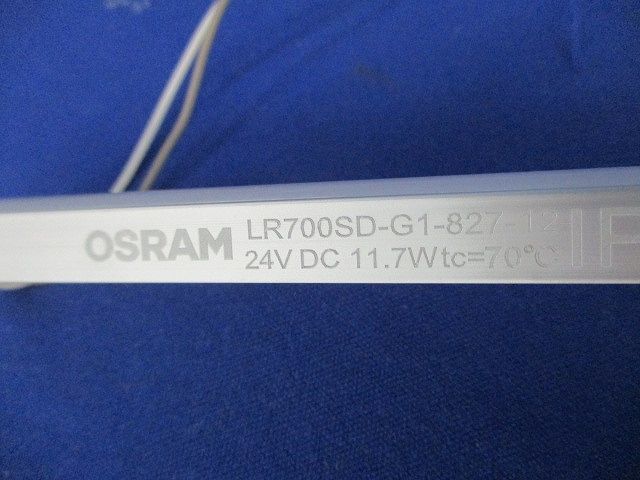 OSRAM
LR700SD-G1-827-12
24V DC 11.7W tc=70°C